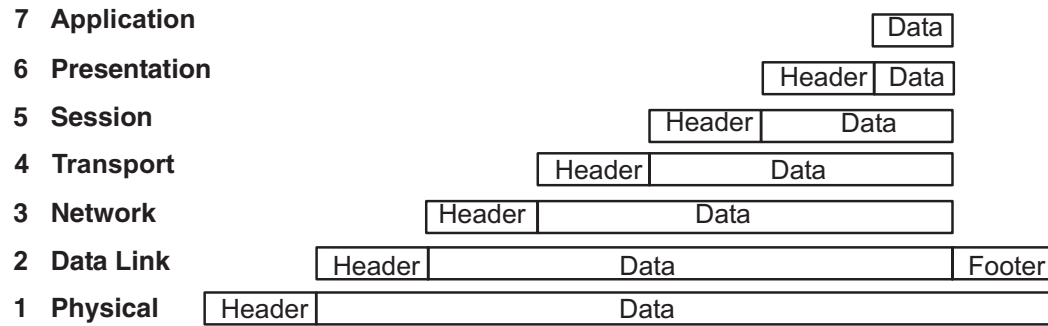 7 Application Data
6 Presentation Header Data
5 Session Header Data
4 Transport Header Data
3 Network Header Data
2 Data Link Header Data Footer
1 Physical Header Data